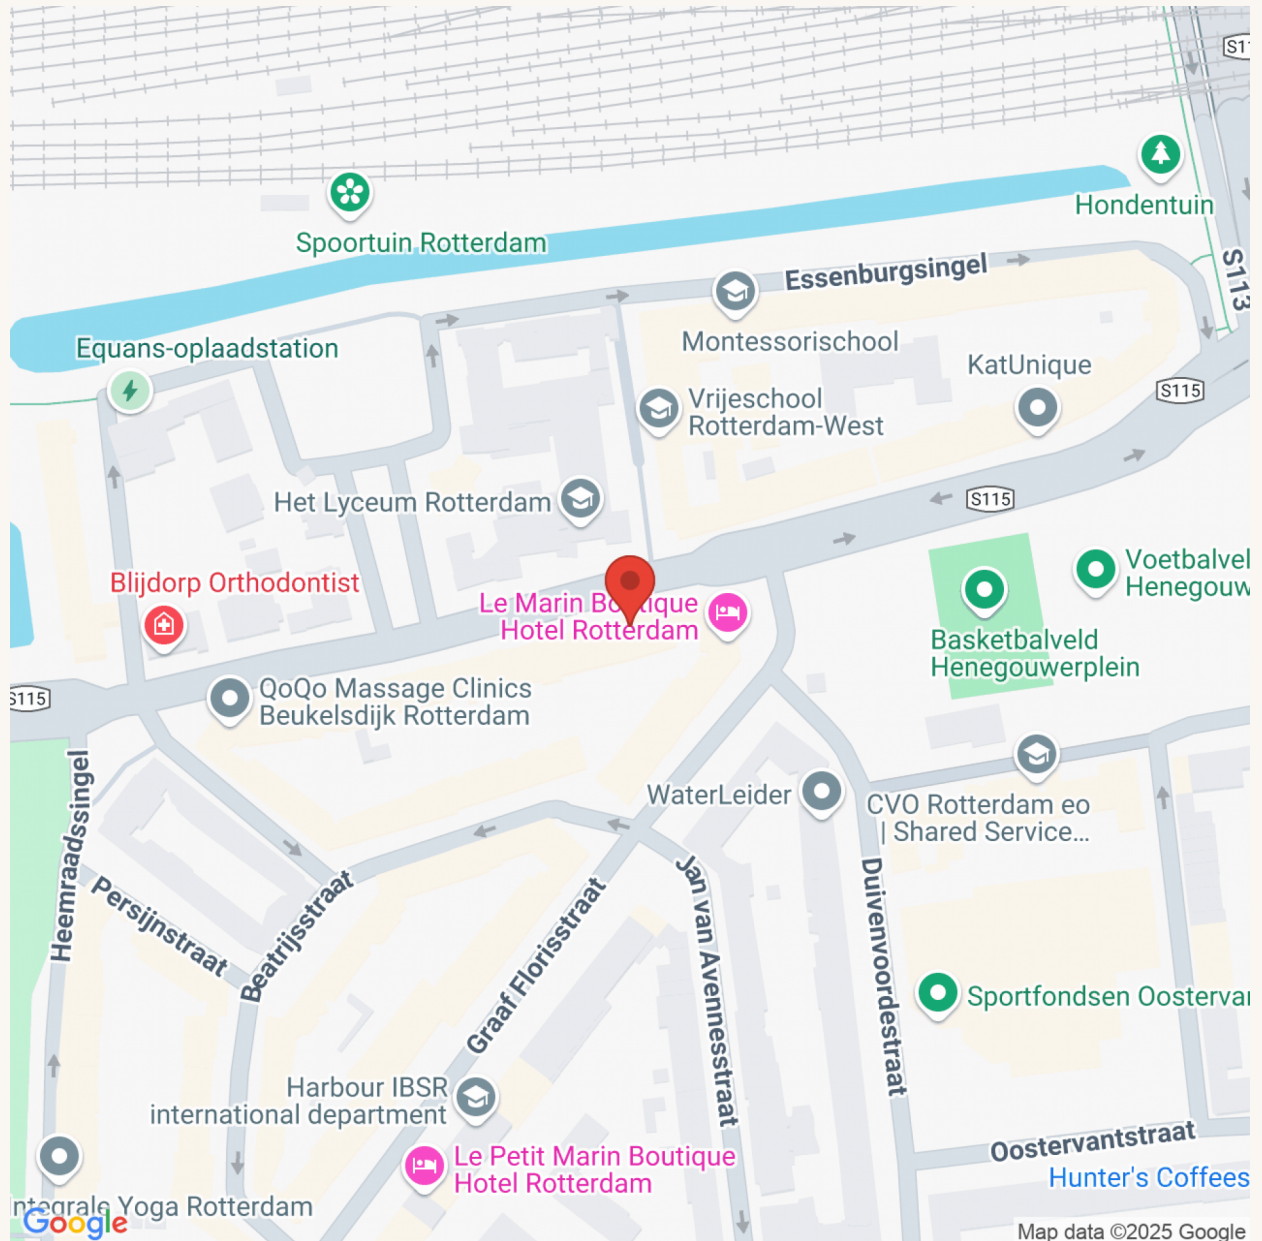 S11
Hondentuin
Spoortuin Rotterdam
S113
Essenburgsingel
Montessorischool
Equans-oplaadstation
KatUnique
S115
Vrijeschool
Rotterdam-West
Het Lyceum Rotterdam
S115
Voetbalvel
Henegouw
Blijdorp Orthodontist
Le Marin Boutique
Hotel Rotterdam
Basketbalveld
Henegouwerplein
S115
QoQo Massage Clinics
Beukelsdijk Rotterdam
WaterLeider
CVO Rotterdam eo
| Shared Service...
Heemraadssingel
Persijnstraat
Beatrijsstraat
Graaf Florisstraat
Jan van Avennesstraat
Duivenvoordestraat
Sportfondsen Oosterva
Harbour IBSR
international department
Oostervantstraat
Le Petit Marin Boutique
Hotel Rotterdam
Hunter's Coffees
Integrale Yoga Rotterdam
Google
Map data ©2025 Google